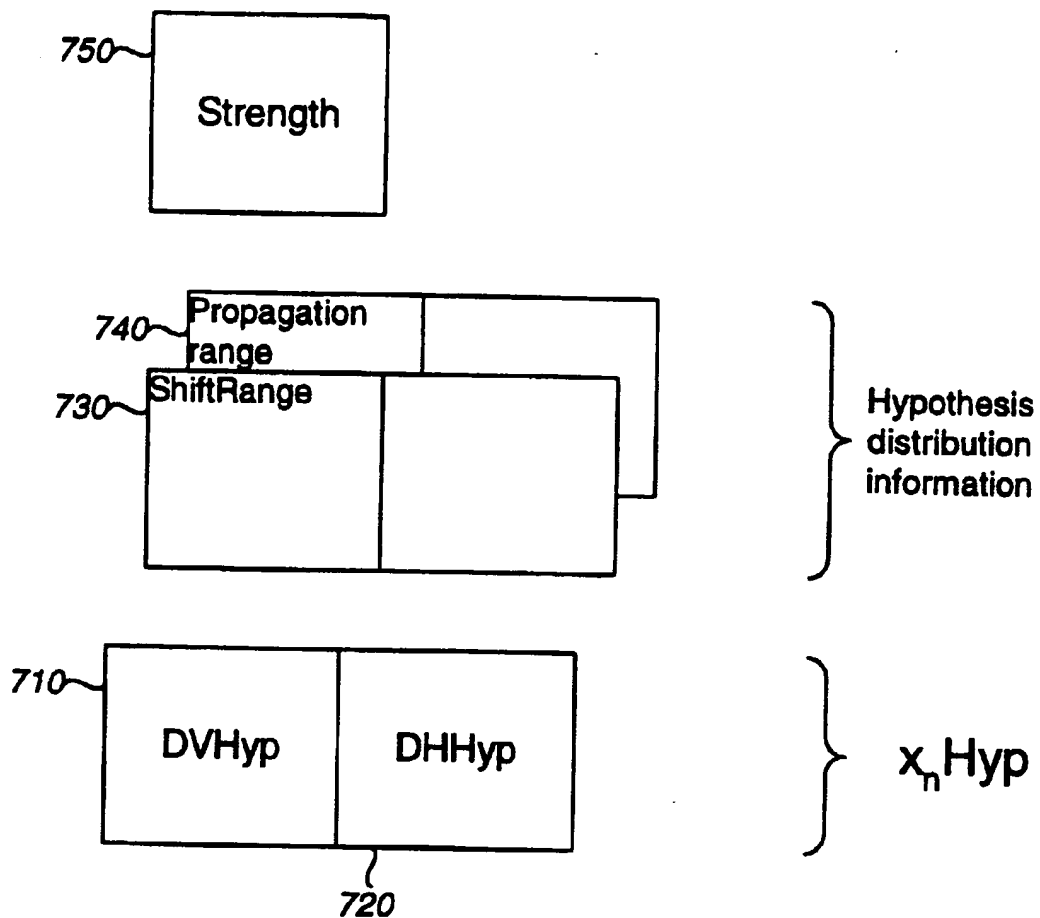 750
Strength
740
Propagation
range
730
ShiftRange
Hypothesis
distribution
information
710
DVHyp
DHHyp
xnHyp
720